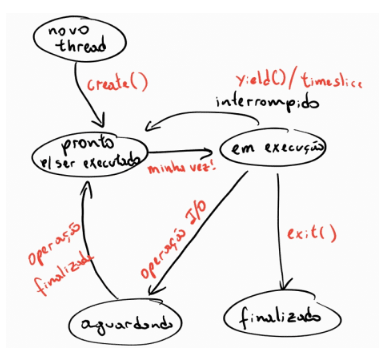 novo
thread
create()
yield()/timeslice
interrompido
pronto
p/ser executado
minha vez!
em execução
operação
finalizada
operação I/O
exit()
aguardando
finalizado